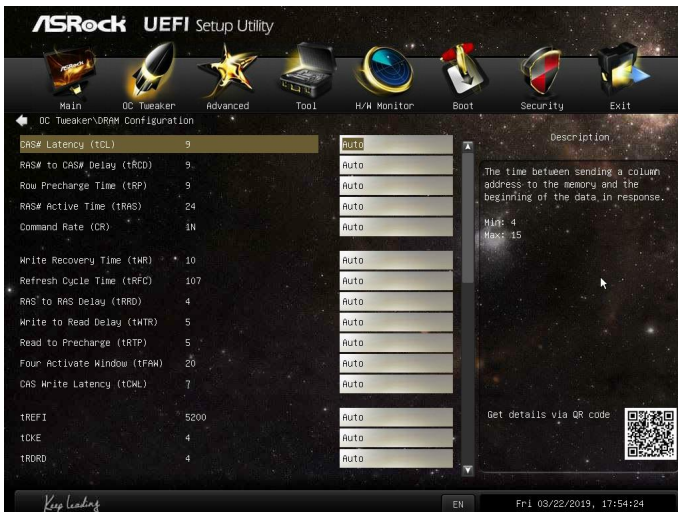 ASRock UEFI Setup Utility
Main OC Tweaker Advanced Tool H/W Monitor Boot Security Exit
OC Tweaker\DRAM Configuration
CAS# Latency (tCL) 9 Auto
RAS# to CAS# Delay (tRCD) 9 Auto
Row Precharge Time (tRP) 9 Auto
RAS# Active Time (tRAS) 24 Auto
Command Rate (CR) 1N Auto
Write Recovery Time (tWR) 10 Auto
Refresh Cycle Time (tRFC) 107 Auto
RAS to RAS Delay (tRRD) 4 Auto
Write to Read Delay (tWTR) 5 Auto
Read to Precharge (tRTP) 5 Auto
Four Activate Window (tFAW) 20 Auto
CAS Write Latency (tCWL) 7 Auto
tREFI 5200 Auto
tCKE 4 Auto
tRDRD 4 Auto
Description
The time between sending a column
address to the memory and the
beginning of the data in response.
Min: 4
Max: 15
Get details via QR code
Keep Leading
EN
Fri 03/22/2019, 17:54:24